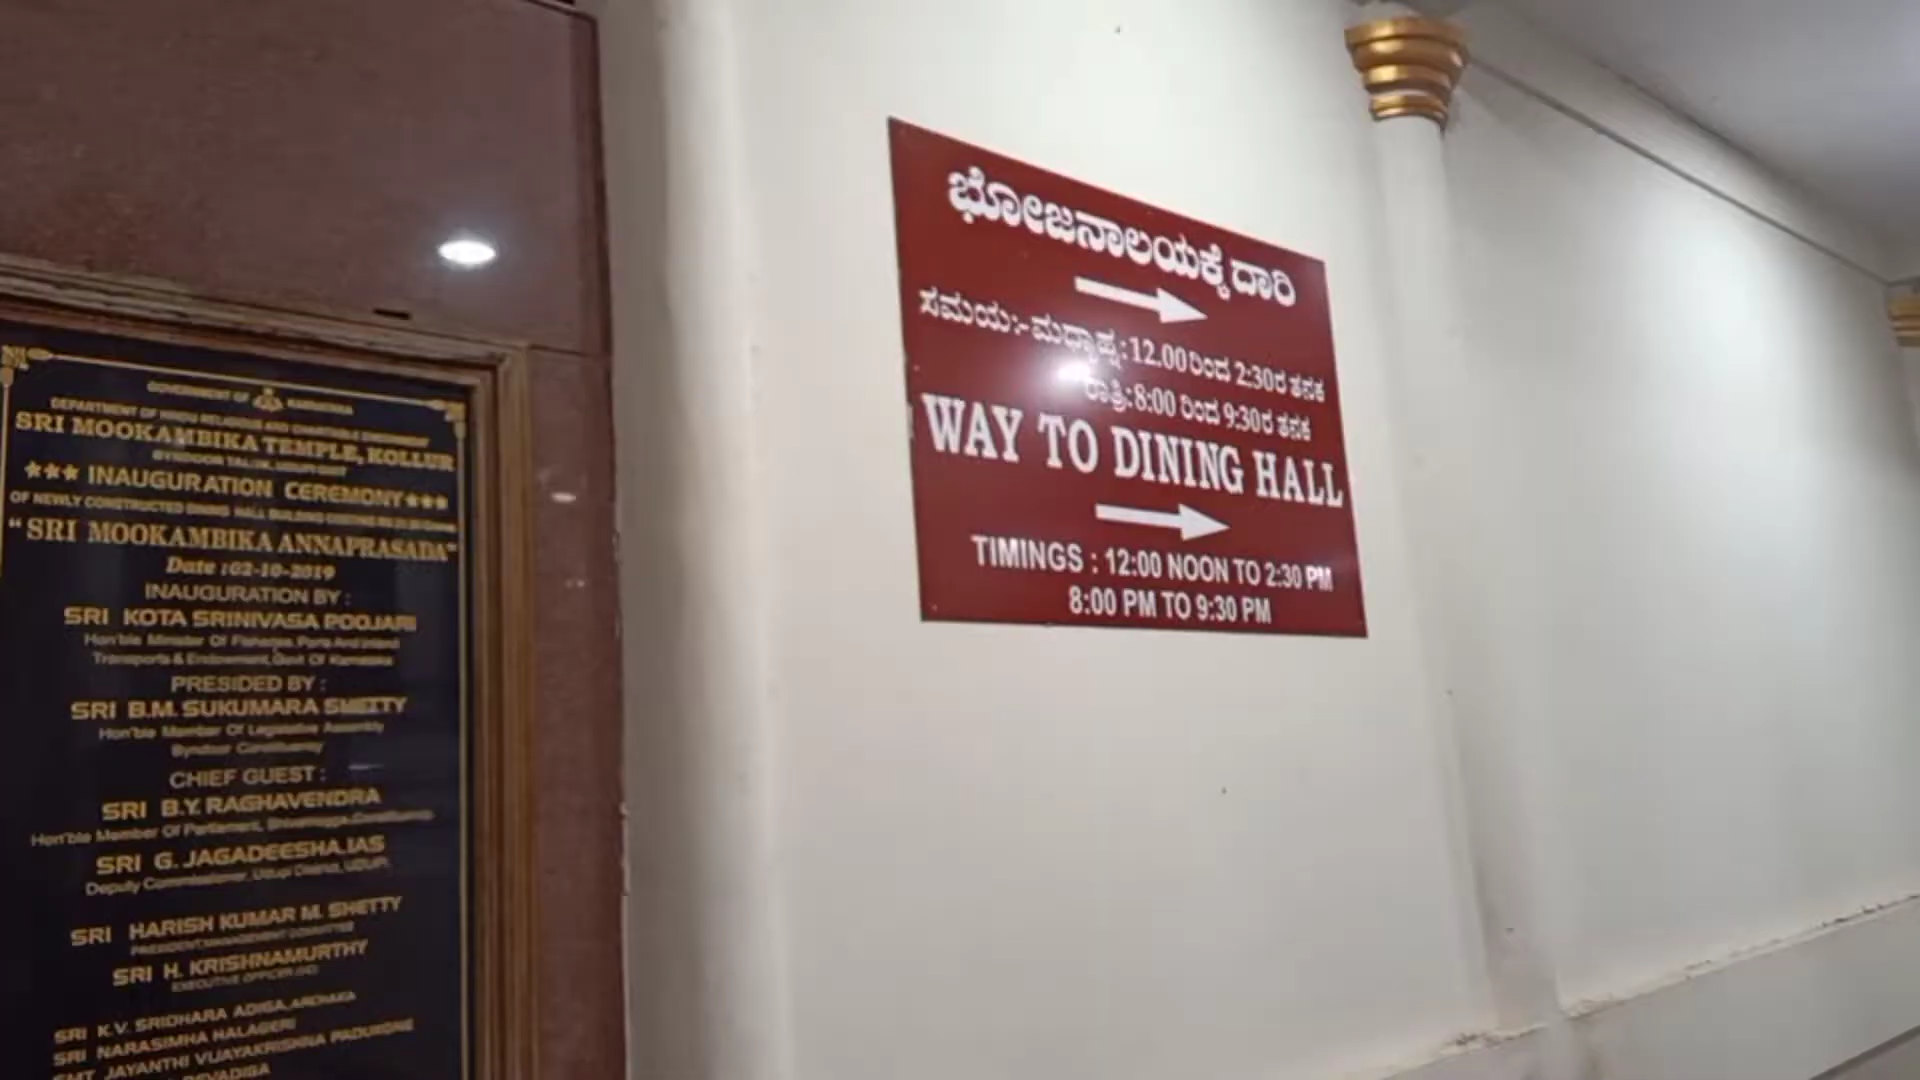 GOVERNMENT OF KARNATAKA
DEPARTMENT OF HINDU RELIGIOUS AND CHARITABLE ENDOWMENT
SRI MOOKAMBIKA TEMPLE, KOLLUR
*** INAUGURATION CEREMONY ***
OF NEWLY CONSTRUCTED DINING HALL BUILDING COSTING
"SRI MOOKAMBIKA ANNAPRASADA"
Date : 02-10-2019
INAUGURATION BY :
SRI KOTA SRINIVASA POOJARI
Hon'ble Minister Of Fisheries, Ports And Inland
Transports & Endowment, Govt Of Karnataka
PRESIDED BY :
SRI B.M. SUKUMARA SHETTY
Hon'ble Member Of Legislative Assembly
Byndoor Constituency
CHIEF GUEST :
SRI B.Y. RAGHAVENDRA
Hon'ble Member Of Parliament, Shivamogga Constituency
SRI G. JAGADEESHA.IAS
Deputy Commissioner, Udupi District, UDUPI.
SRI HARISH KUMAR M. SHETTY
PRESIDENT, MANAGEMENT COMMITTEE
SRI H. KRISHNAMURTHY
EXECUTIVE OFFICER
SRI K.V. SRIDHARA ADIGA, ARCHAKA
SRI NARASIMHA HALAGERI
SMT JAYANTHI VIJAYAKRISHNA PADUKONE
DEVADIGA
ಭೋಜನಾಲಯಕ್ಕೆ ದಾರಿ
ಸಮಯ:- ಮಧ್ಯಾಹ್ನ: 12.00 ರಿಂದ 2:30ರ ತನಕ
ರಾತ್ರಿ: 8:00 ರಿಂದ 9:30ರ ತನಕ
WAY TO DINING HALL
TIMINGS : 12:00 NOON TO 2:30 PM
8:00 PM TO 9:30 PM